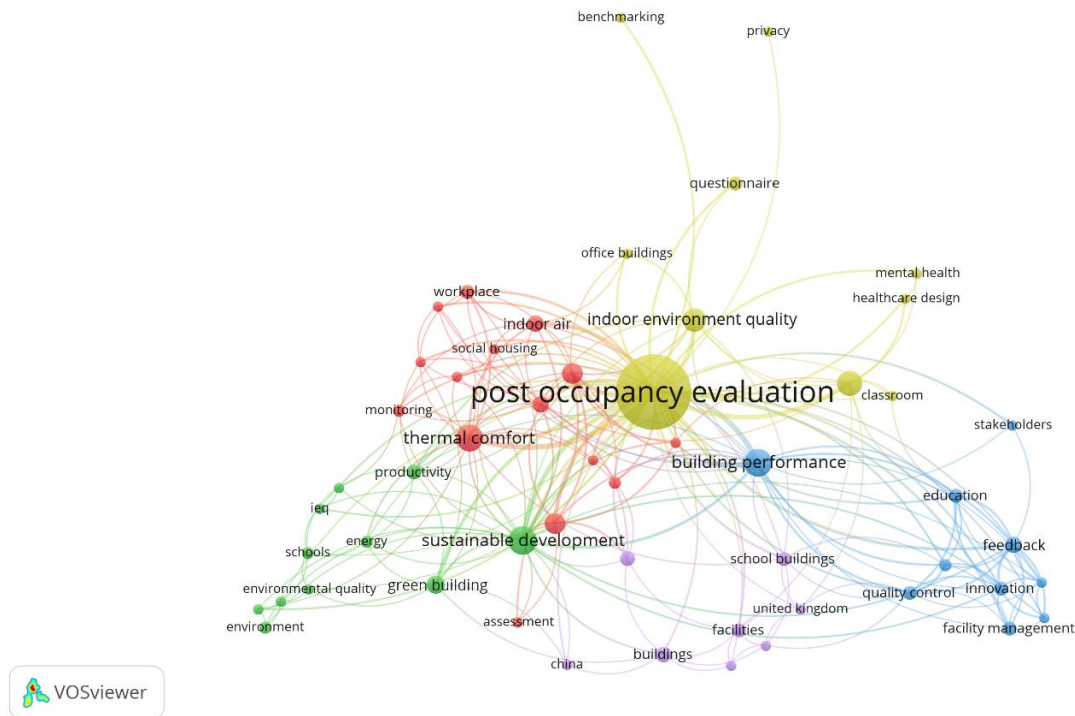 benchmarking
privacy
questionnaire
office buildings
mental health
workplace
healthcare design
indoor air
indoor environment quality
social housing
post occupancy evaluation
classroom
monitoring
stakeholders
thermal comfort
building performance
productivity
education
ieq
energy
sustainable development
feedback
schools
school buildings
environmental quality
green building
quality control
innovation
united kingdom
environment
assessment
facilities
facility management
buildings
china
VOSviewer